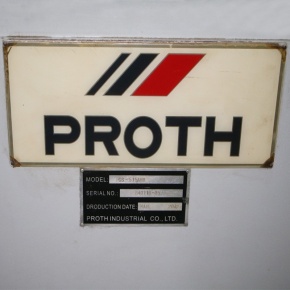 PROTH
MODEL:
SERIAL NO.:
PRODUCTION DATE:
PROTH INDUSTRIAL CO., LTD.